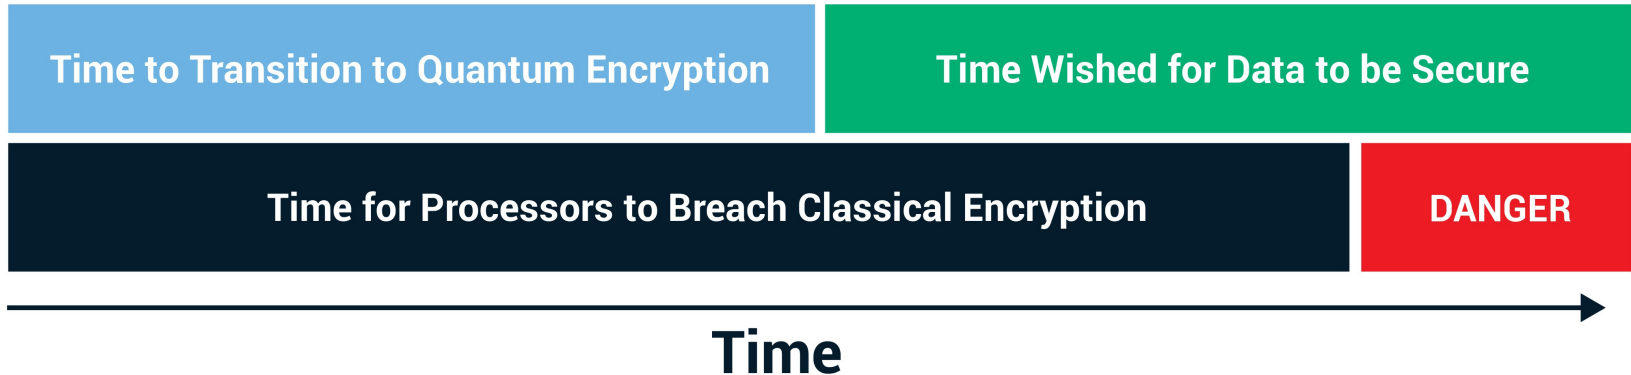 Time to Transition to Quantum Encryption
Time Wished for Data to be Secure
Time for Processors to Breach Classical Encryption
DANGER
Time